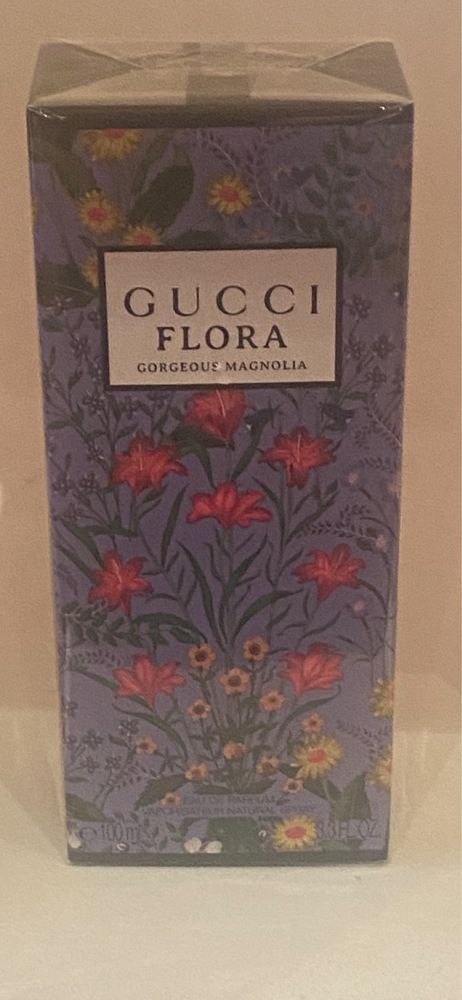 GUCCI
FLORA
GORGEOUS MAGNOLIA
EAU DE PARFUM
VAPORISATEUR NATURAL SPRAY
e 100 ml 3.3 FL. OZ.